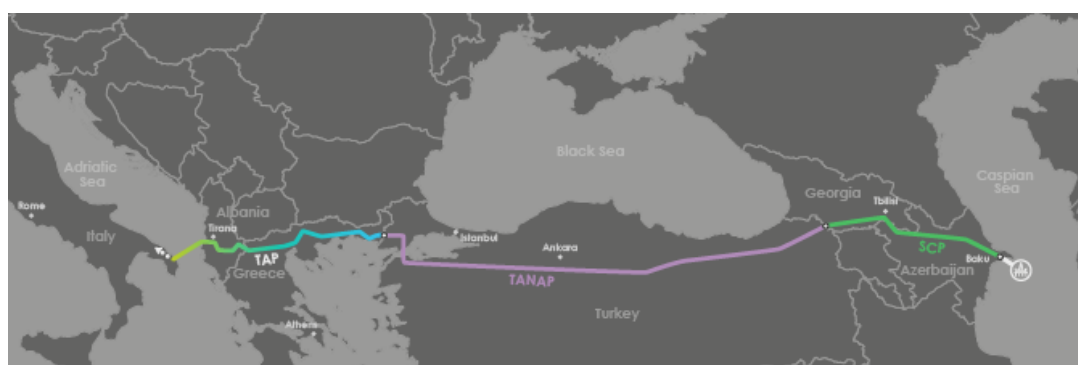 Black Sea
Adriatic
Sea
Caspian
Sea
Georgia
Tbilisi
Rome
Albania
Tirana
Italy
Istanbul
Ankara
TAP
SCP
Baku
Greece
Azerbaijan
TANAP
Turkey
Athens